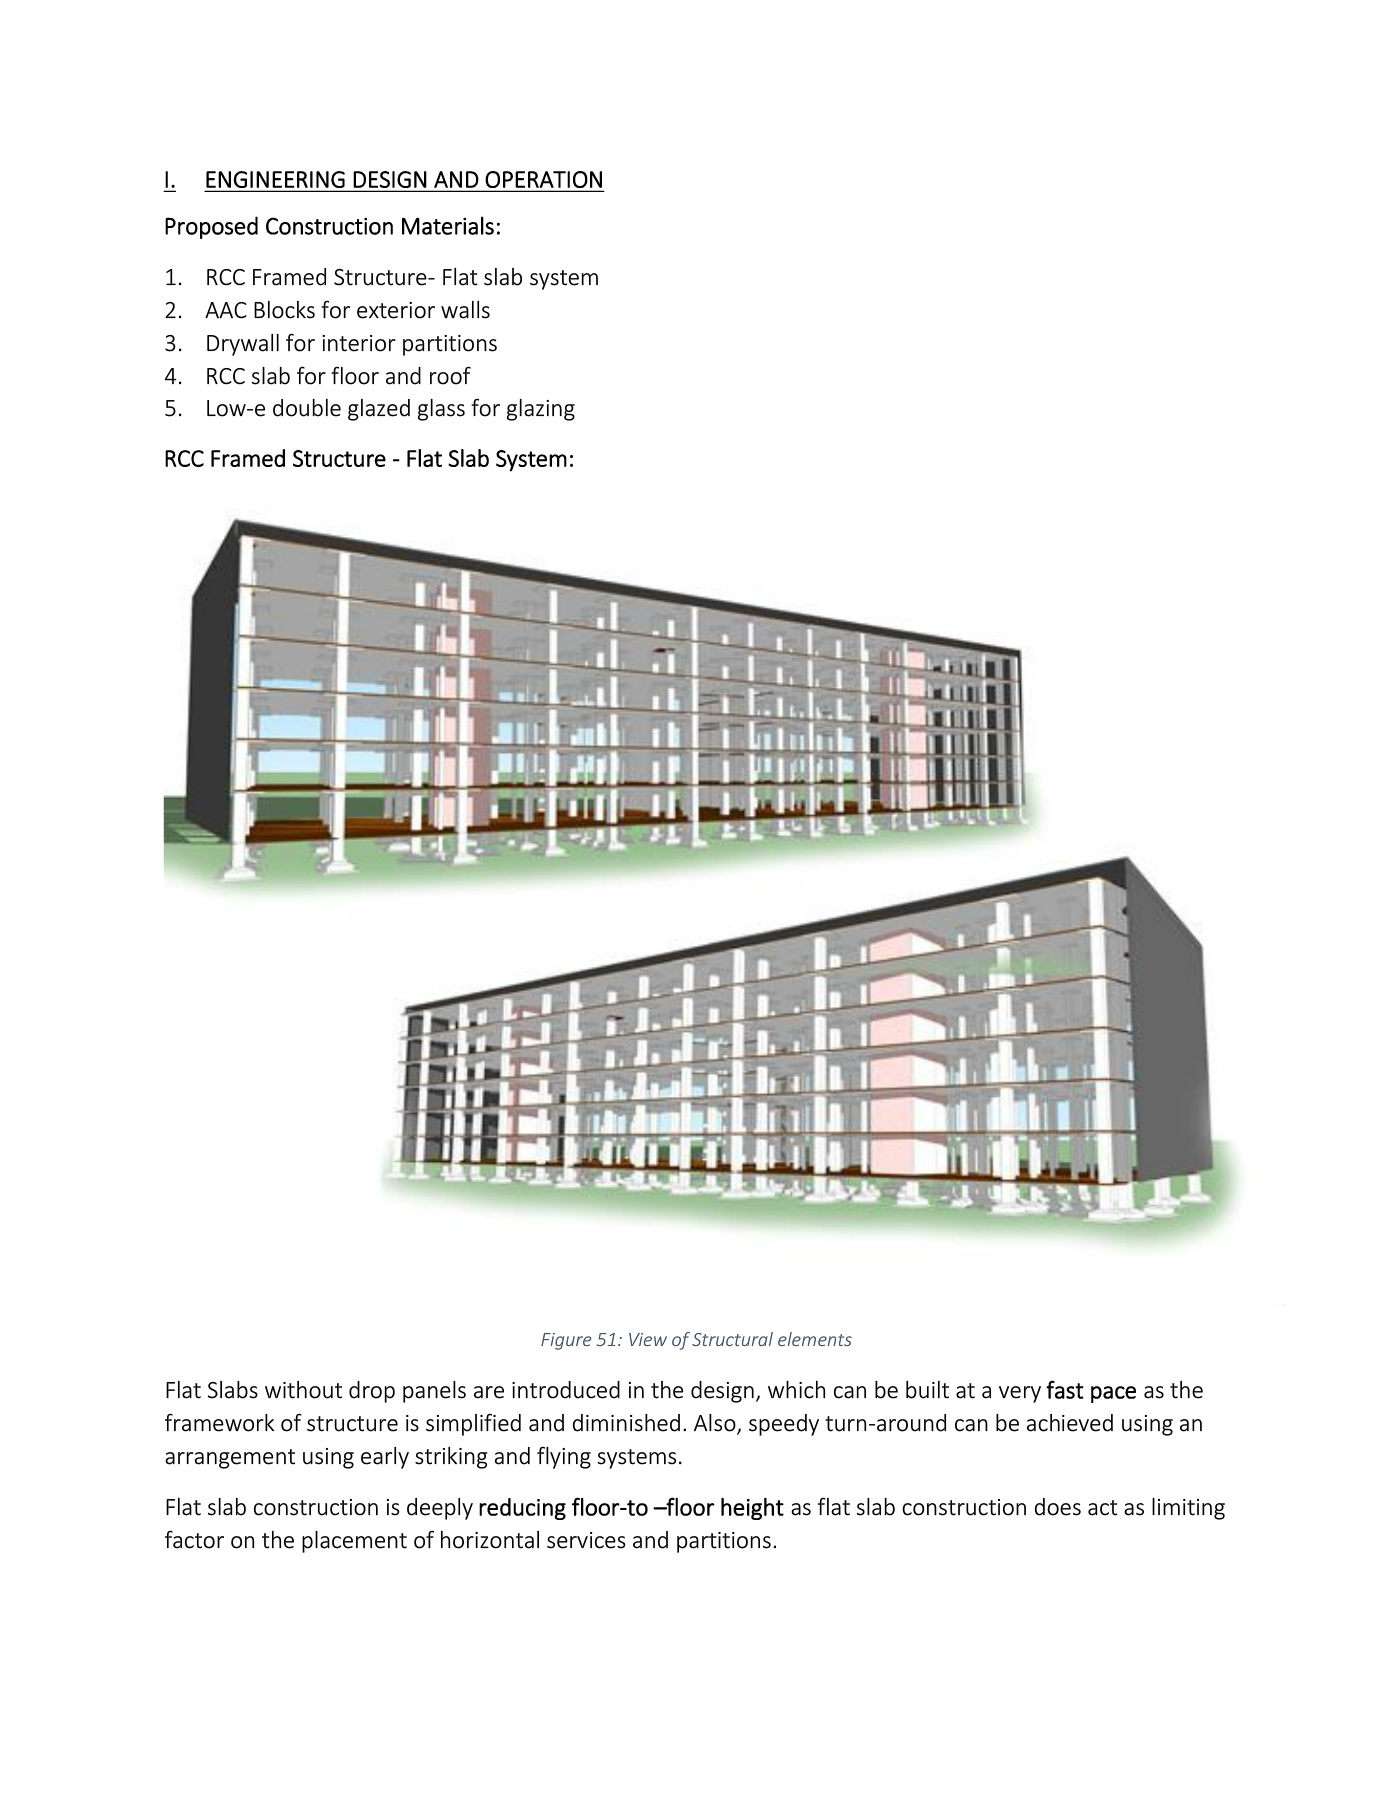 I. ENGINEERING DESIGN AND OPERATION
Proposed Construction Materials:
1. RCC Framed Structure- Flat slab system
2. AAC Blocks for exterior walls
3. Drywall for interior partitions
4. RCC slab for floor and roof
5. Low-e double glazed glass for glazing
RCC Framed Structure - Flat Slab System:
Figure 51: View of Structural elements
Flat Slabs without drop panels are introduced in the design, which can be built at a very fast pace as the
framework of structure is simplified and diminished. Also, speedy turn-around can be achieved using an
arrangement using early striking and flying systems.
Flat slab construction is deeply reducing floor-to –floor height as flat slab construction does act as limiting
factor on the placement of horizontal services and partitions.